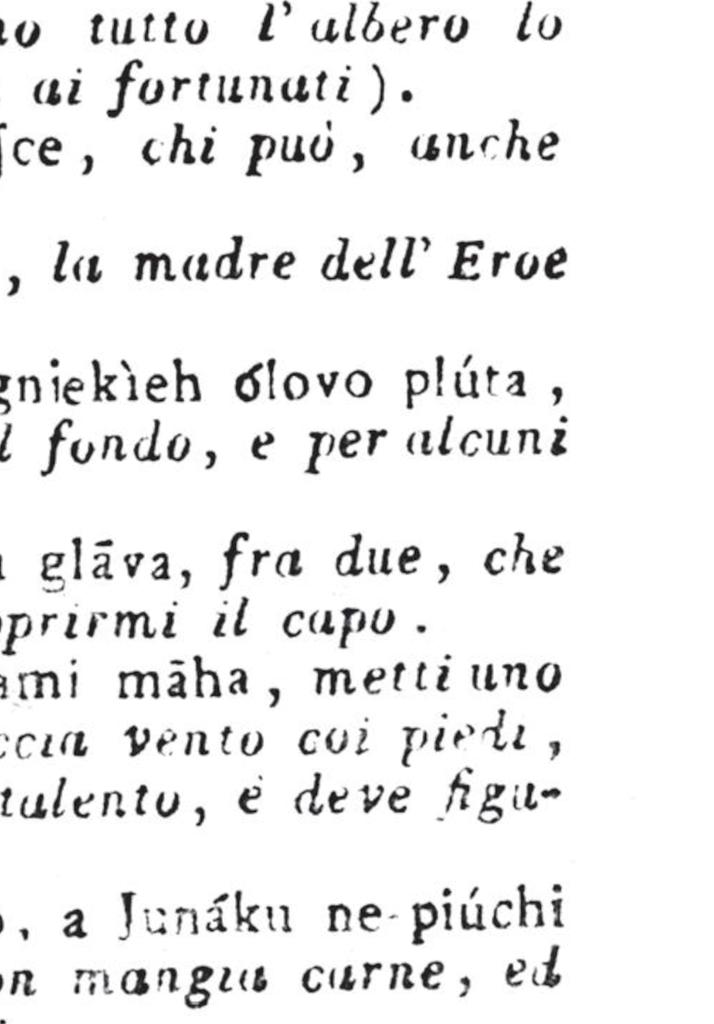 no tutto l' albero lo
ai fortunati ).
ſce, chi può, anche
, la madre dell' Eroe
gniekìeh ólovo plúta,
l fondo, e per alcuni
glāva, fra due, che
prirmi il capo.
ami māha, metti uno
ccia vento coi piedi,
talento, è deve figu-
, a Junáku ne piúchi
on mangia carne, ed